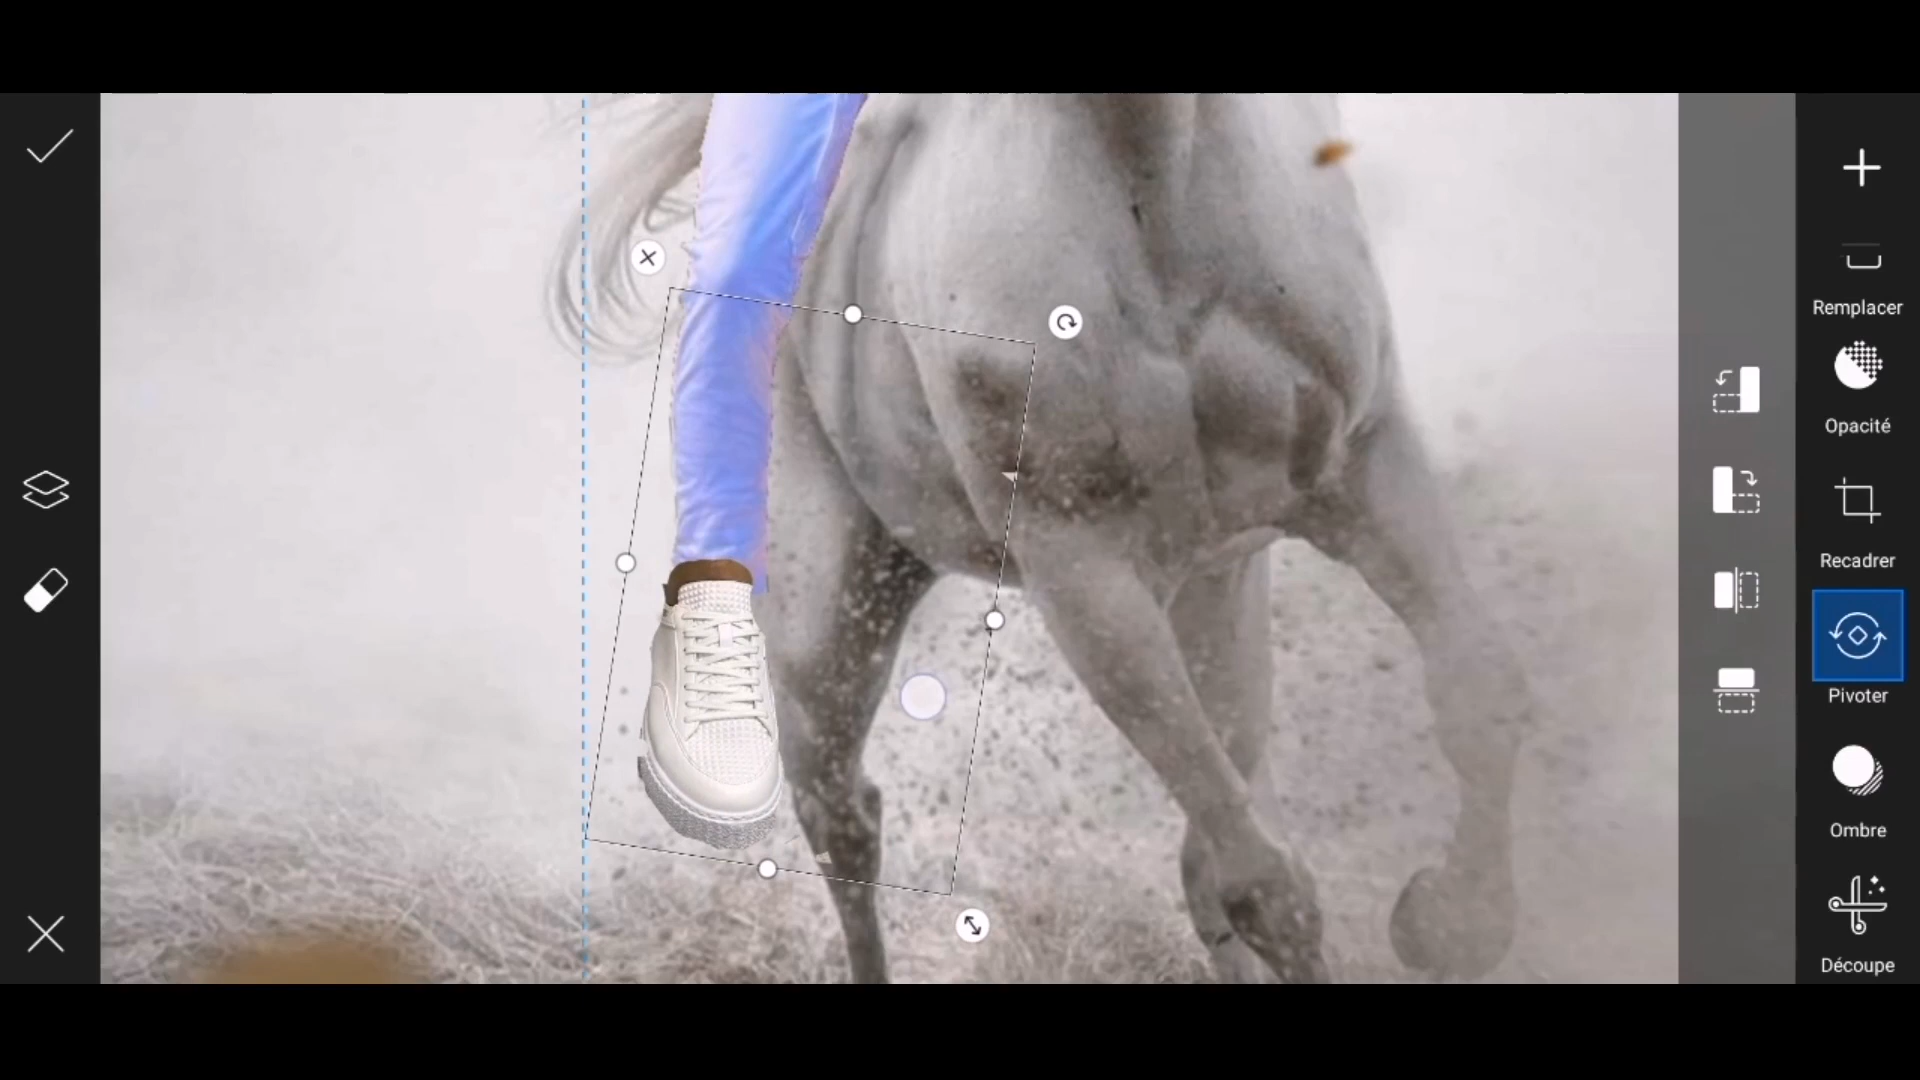 Remplacer
Opacité
Recadrer
Pivoter
Ombre
Découpe